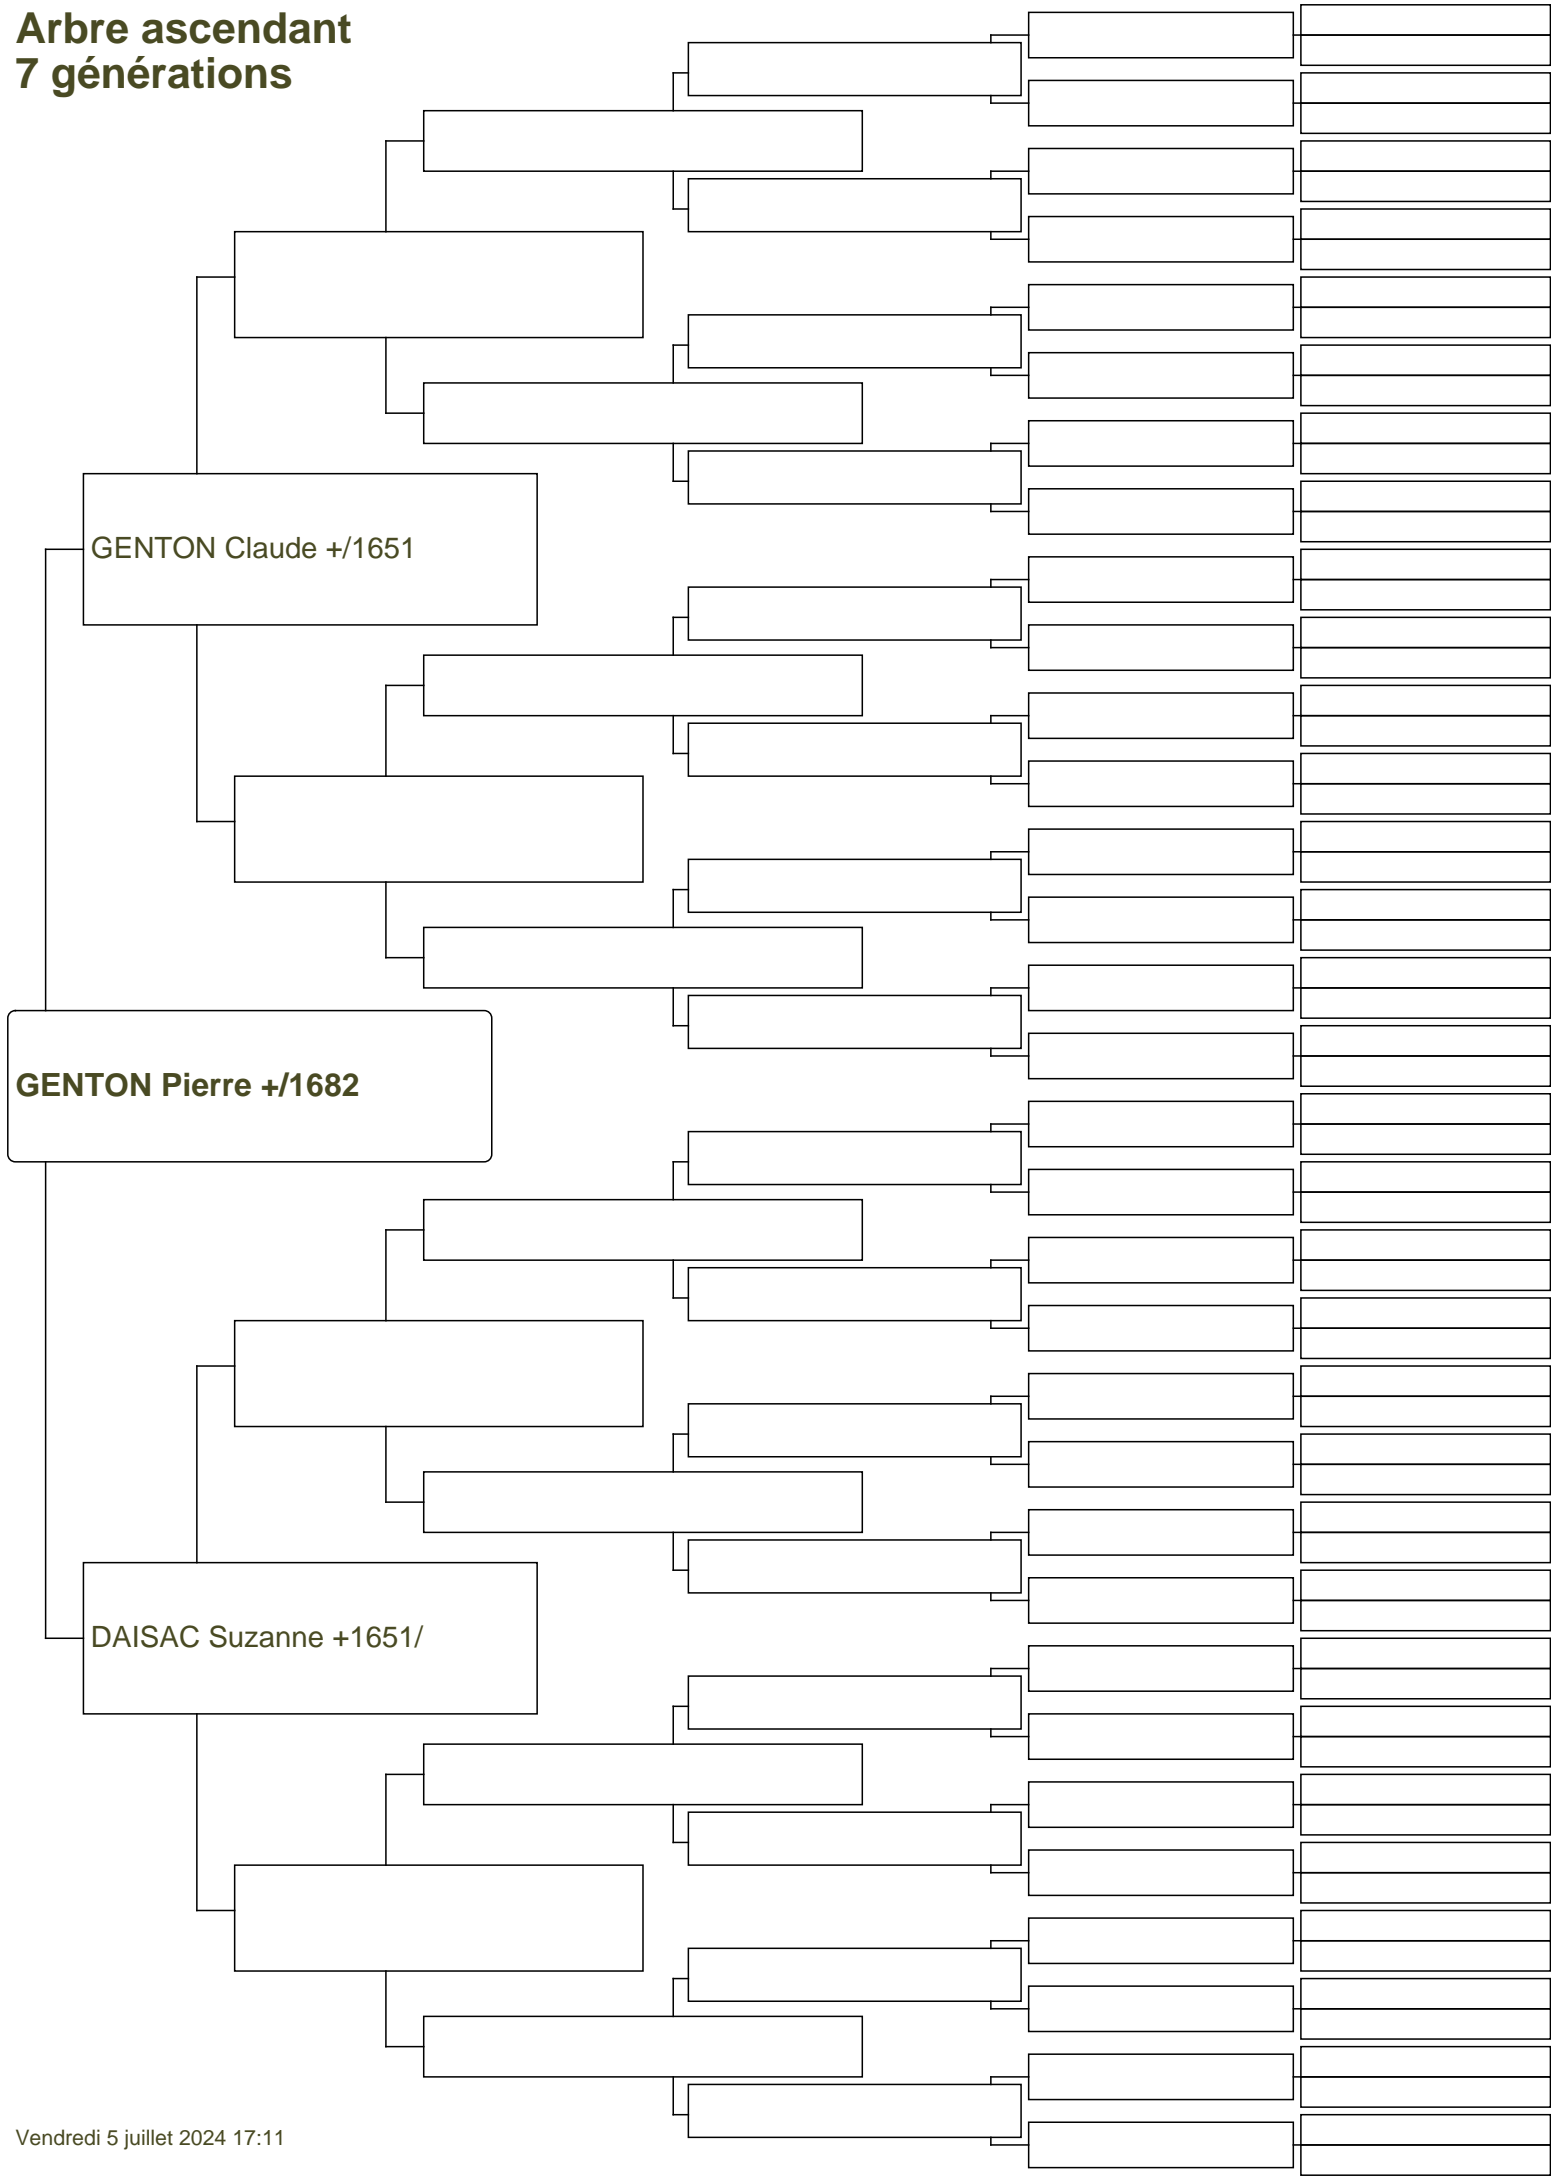 Arbre ascendant
7 générations
GENTON Claude +/1651
GENTON Pierre +/1682
DAISAC Suzanne +1651/
Vendredi 5 juillet 2024 17:11